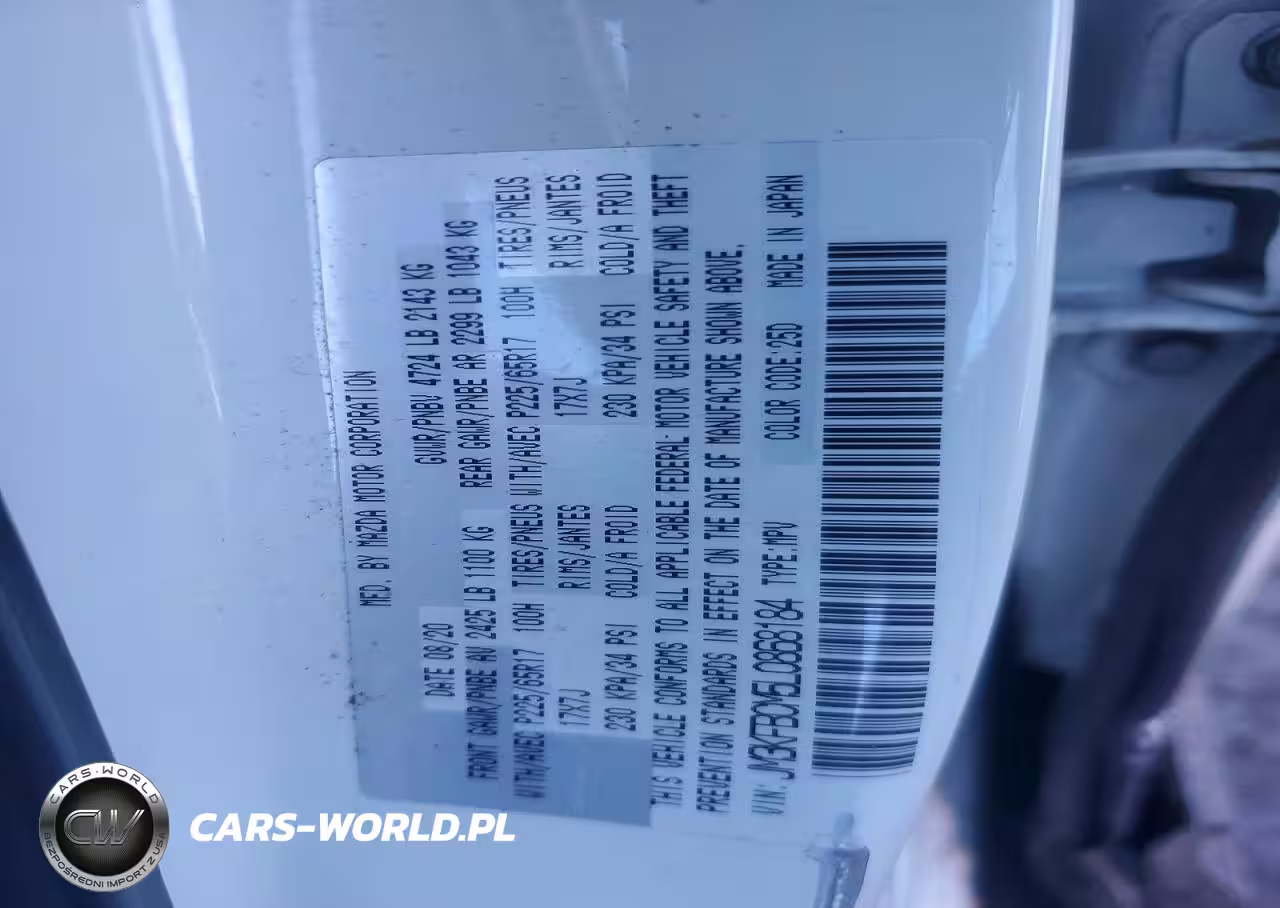 MFD. BY MAZDA MOTOR CORPORATION
DATE 08/20 GVWR/PNBV 4724 LB 2143 KG
FRONT GAWR/PNBE AV 2425 LB 1100 KG REAR GAWR/PNBE AR 2299 LB 1043 KG
WITH/AVEC P225/65R17 100H TIRES/PNEUS WITH/AVEC P225/65R17 100H TIRES/PNEUS
17X7J RIMS/JANTES 17X7J RIMS/JANTES
230 KPA/34 PSI COLD/A FROID 230 KPA/34 PSI COLD/A FROID
THIS VEHICLE CONFORMS TO ALL APPLICABLE FEDERAL MOTOR VEHICLE SAFETY AND THEFT
PREVENTION STANDARDS IN EFFECT ON THE DATE OF MANUFACTURE SHOWN ABOVE.
VIN: JM3KFBCY5L0868184 TYPE:MPV COLOR CODE:25D MADE IN JAPAN
CARS-WORLD
CW
BEZPOŚREDNI IMPORT Z USA
CARS-WORLD.PL